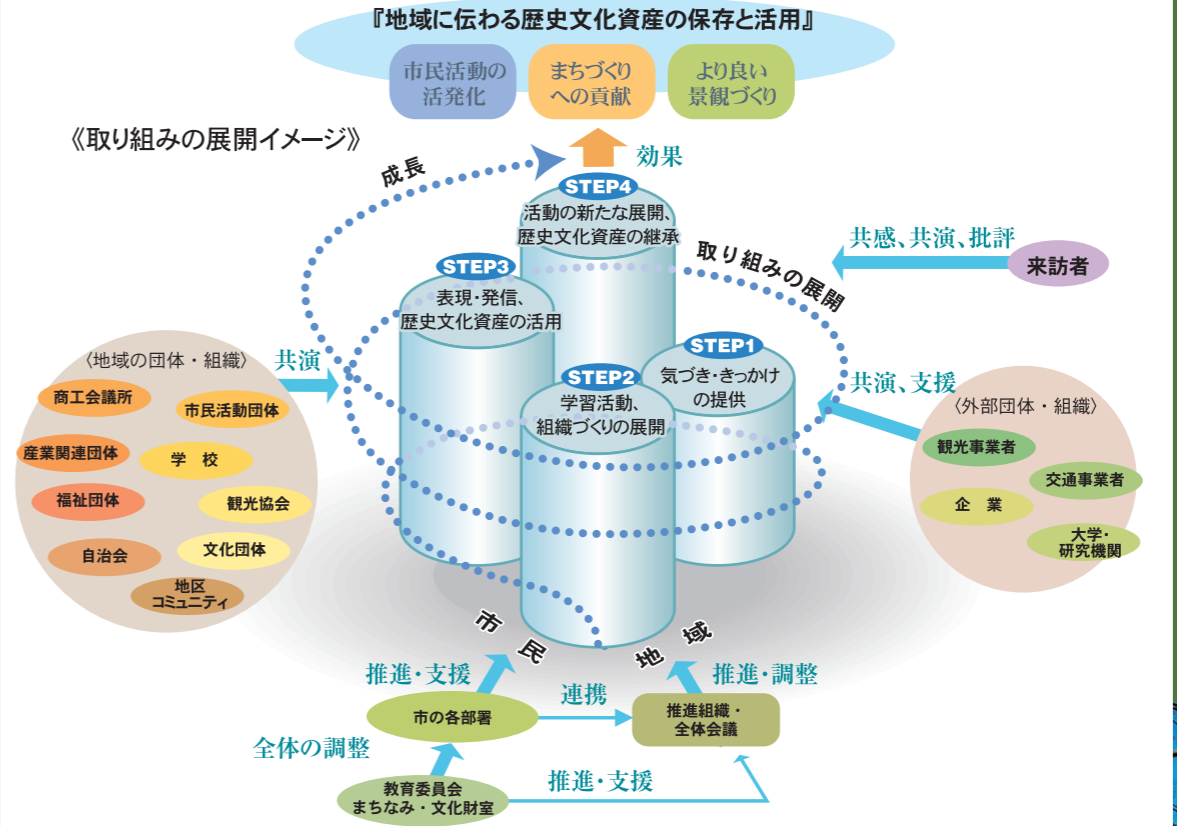 『地域に伝わる歴史文化資産の保存と活用』
市民活動の
活発化
まちづくり
への貢献
より良い
景観づくり
《取り組みの展開イメージ》
成長
効果
STEP4
活動の新たな展開、
歴史文化資産の継承
取り組みの展開
共感、共演、批評
来訪者
STEP3
表現・発信、
歴史文化資産の活用
STEP1
気づき・きっかけ
の提供
STEP2
学習活動、
組織づくりの展開
〈地域の団体・組織〉
共演
商工会議所
市民活動団体
産業関連団体
学 校
福祉団体
観光協会
自治会
文化団体
地区
コミュニティ
共演、支援
〈外部団体・組織〉
観光事業者
交通事業者
企 業
大学・
研究機関
市民
地域
推進・支援
連携
推進・調整
市の各部署
推進組織・
全体会議
全体の調整
推進・支援
教育委員会
まちなみ・文化財室